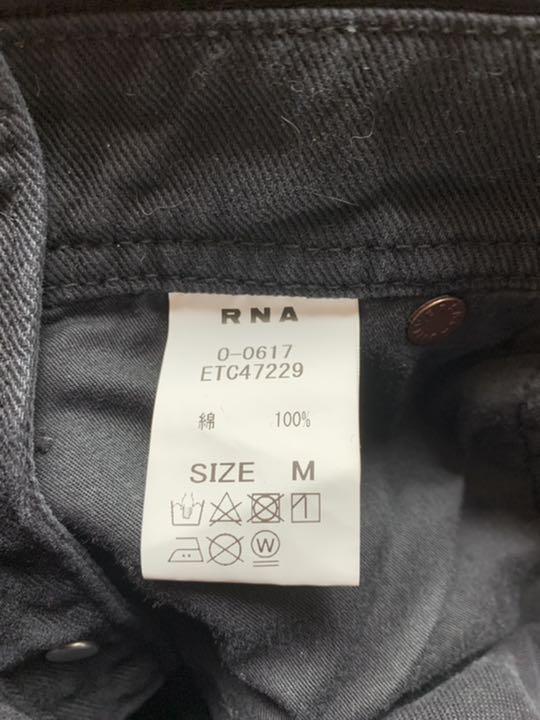 RNA
0-0617
ETC47229
綿 100%
SIZE M
W